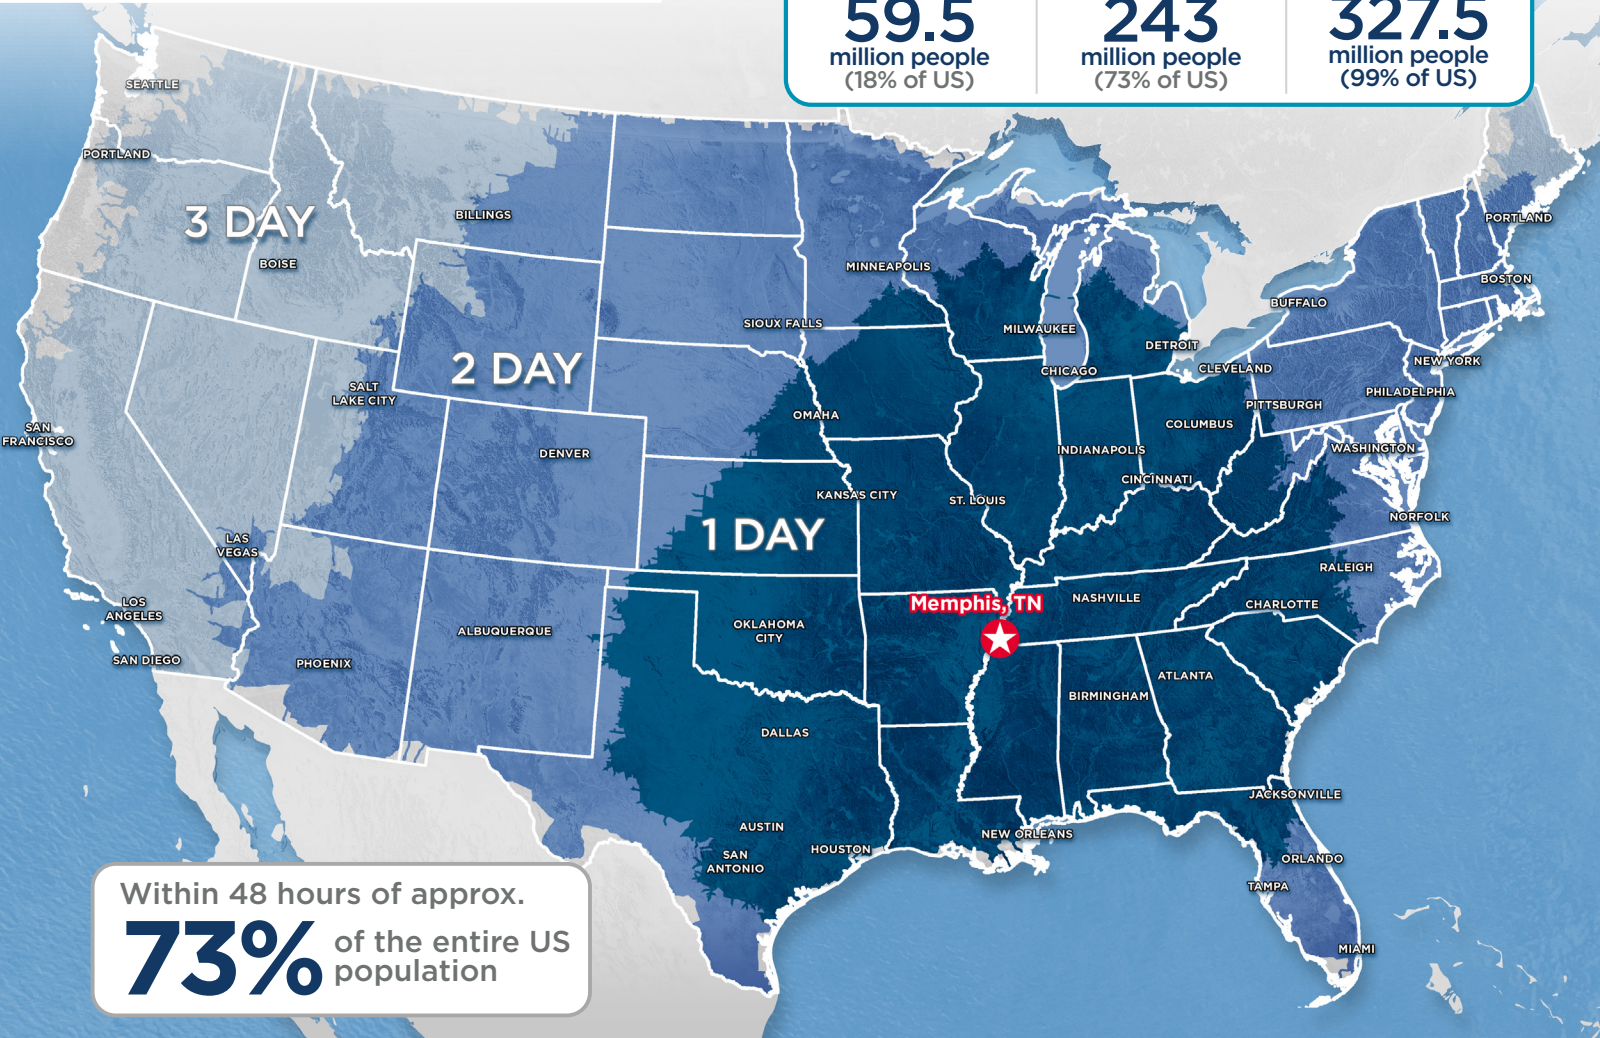 59.5
million people
(18% of US)
243
million people
(73% of US)
327.5
million people
(99% of US)
SEATTLE
PORTLAND
3 DAY
BILLINGS
BOISE
MINNEAPOLIS
PORTLAND
BOSTON
BUFFALO
SIOUX FALLS
MILWAUKEE
DETROIT
2 DAY
CHICAGO
CLEVELAND
NEW YORK
SALT
LAKE CITY
PHILADELPHIA
PITTSBURGH
OMAHA
COLUMBUS
SAN
FRANCISCO
DENVER
INDIANAPOLIS
WASHINGTON
CINCINNATI
KANSAS CITY
ST. LOUIS
NORFOLK
1 DAY
LAS
VEGAS
RALEIGH
LOS
ANGELES
Memphis, TN
NASHVILLE
CHARLOTTE
ALBUQUERQUE
OKLAHOMA
CITY
SAN DIEGO
PHOENIX
ATLANTA
BIRMINGHAM
DALLAS
JACKSONVILLE
AUSTIN
NEW ORLEANS
HOUSTON
SAN
ANTONIO
ORLANDO
TAMPA
MIAMI
Within 48 hours of approx.
73%
of the entire US
population